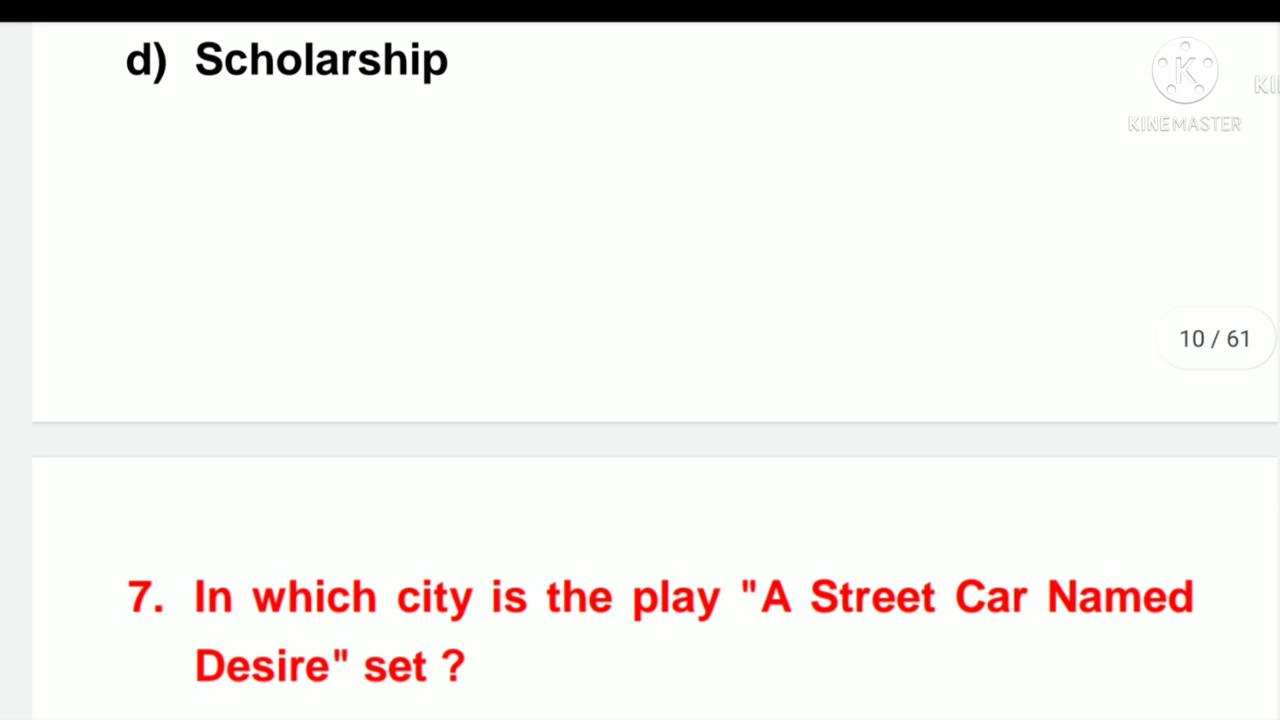 d) Scholarship
KINEMASTER
10 / 61
7. In which city is the play "A Street Car Named
Desire" set ?